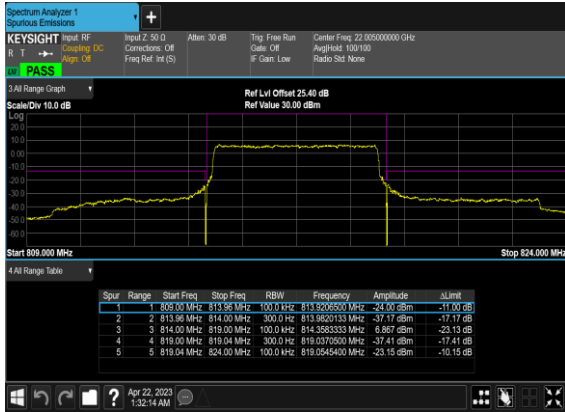 Spectrum Analyzer 1
Spurious Emissions
KEYSIGHT Input: RF Input Z: 50 Ω Atten: 30 dB Trig: Free Run Center Freq: 22.005000000 GHz
R T Coupling: DC Corrections: Off Gate: Off Avg|Hold: 100/100
Align: Off Freq Ref: Int (S) IF Gain: Low Radio Std: None
PASS
3 All Range Graph
Ref Lvl Offset 25.40 dB
Scale/Div 10.0 dB Ref Value 30.00 dBm
Log
20.0
10.0
0.00
-10.0
-20.0
-30.0
-40.0
-50.0
-60.0
Start 809.000 MHz Stop 824.000 MHz
4 All Range Table
Spur Range Start Freq Stop Freq RBW Frequency Amplitude ΔLimit
1 1 809.00 MHz 813.96 MHz 100.0 kHz 813.9206500 MHz -24.00 dBm -11.00 dB
2 2 813.96 MHz 814.00 MHz 300.0 Hz 813.9820133 MHz -37.17 dBm -17.17 dB
3 3 814.00 MHz 819.00 MHz 100.0 kHz 814.3583333 MHz 6.867 dBm -23.13 dB
4 4 819.00 MHz 819.04 MHz 300.0 Hz 819.0370500 MHz -37.41 dBm -17.41 dB
5 5 819.04 MHz 824.00 MHz 100.0 kHz 819.0545400 MHz -23.15 dBm -10.15 dB
Apr 22, 2023
1:32:14 AM